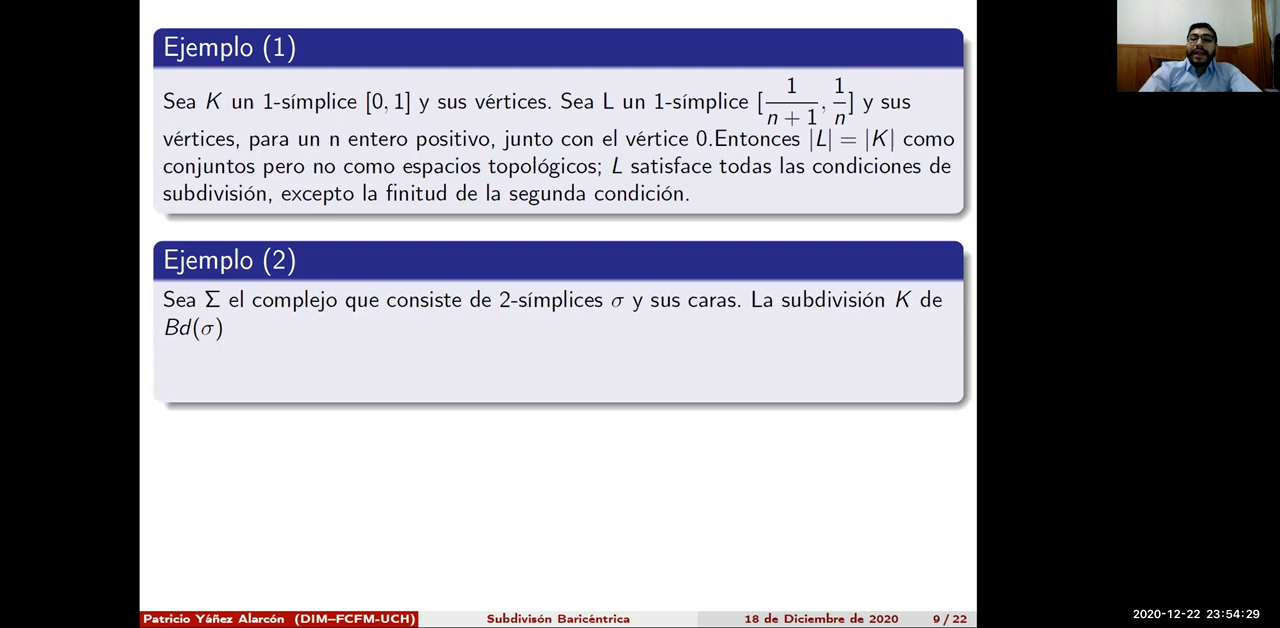 Ejemplo (1)
Sea K un 1-símplice [0, 1] y sus vértices. Sea L un 1-símplice [1/(n + 1), 1/n] y sus
vértices, para un n entero positivo, junto con el vértice 0.Entonces |L| = |K| como
conjuntos pero no como espacios topológicos; L satisface todas las condiciones de
subdivisión, excepto la finitud de la segunda condición.
Ejemplo (2)
Sea Σ el complejo que consiste de 2-símplices σ y sus caras. La subdivisión K de
Bd(σ)
Patricio Yáñez Alarcón (DIM–FCFM-UCH) Subdivisón Baricéntrica 18 de Diciembre de 2020 9 / 22
2020-12-22 23:54:29